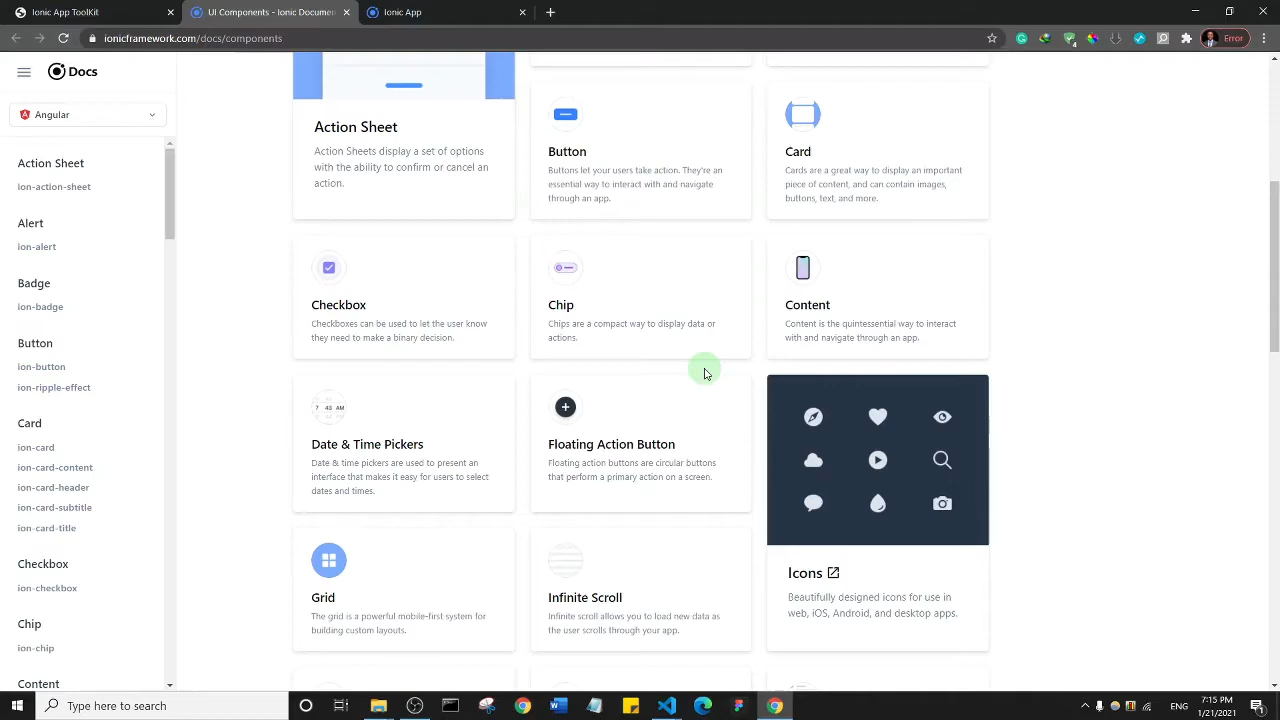 Ionic App ToolKit
UI Components - Ionic Documen
Ionic App
ionicframework.com/docs/components
4
Error
Docs
Angular
Action Sheet
ion-action-sheet
Alert
ion-alert
Badge
ion-badge
Button
ion-button
ion-ripple-effect
Card
ion-card
ion-card-content
ion-card-header
ion-card-subtitle
ion-card-title
Checkbox
ion-checkbox
Chip
ion-chip
Content
Action Sheet
Action Sheets display a set of options
with the ability to confirm or cancel an
action.
Button
Buttons let your users take action. They're an
essential way to interact with and navigate
through an app.
Card
Cards are a great way to display an important
piece of content, and can contain images,
buttons, text, and more.
Checkbox
Checkboxes can be used to let the user know
they need to make a binary decision.
Chip
Chips are a compact way to display data or
actions.
Content
Content is the quintessential way to interact
with and navigate through an app.
7 43 AM
Date & Time Pickers
Date & time pickers are used to present an
interface that makes it easy for users to select
dates and times.
Floating Action Button
Floating action buttons are circular buttons
that perform a primary action on a screen.
Icons
Beautifully designed icons for use in
web, iOS, Android, and desktop apps.
Grid
The grid is a powerful mobile-first system for
building custom layouts.
Infinite Scroll
Infinite scroll allows you to load new data as
the user scrolls through your app.
Type here to search
ENG
7:15 PM
1/21/2021